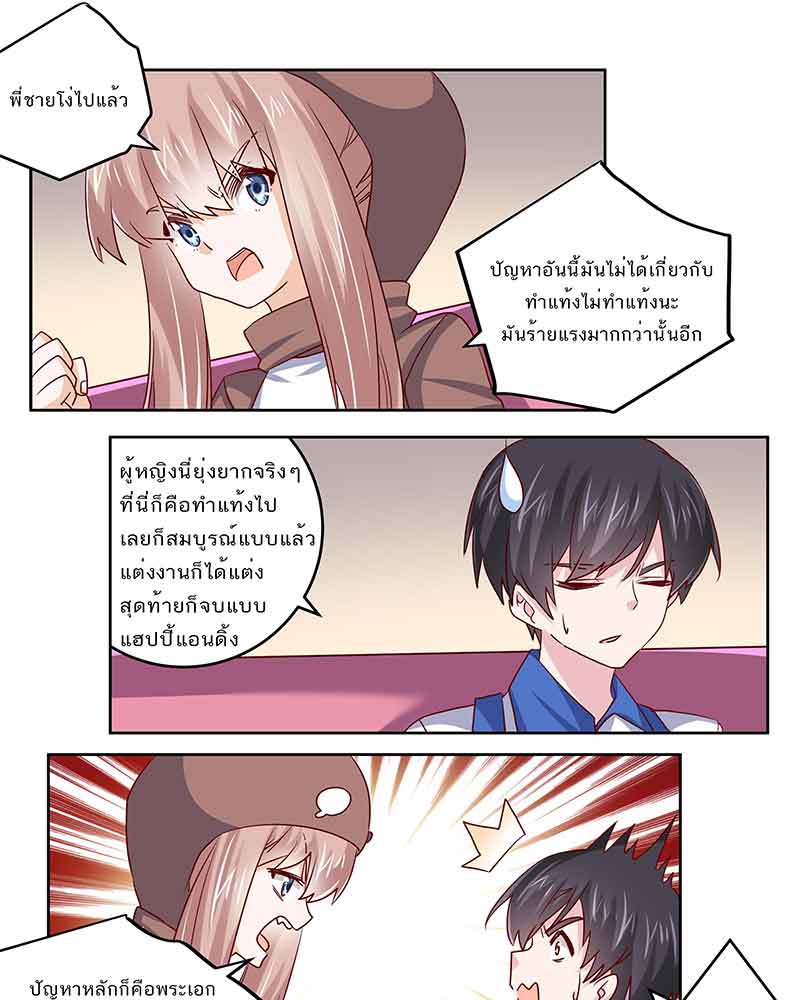 พี่ชายโง่ไปแล้ว
ปัญหาอันนี้มันไม่ได้เกี่ยวกับ
ทำแท้งไม่ทำแท้งนะ
มันร้ายแรงมากกว่านั้นอีก
ผู้หญิงนี่ยุ่งยากจริงๆ
ที่นี่ก็คือทำแท้งไป
เลยก็สมบูรณ์แบบแล้ว
แต่งงานก็ได้แต่ง
สุดท้ายก็จบแบบ
แฮปปี้แอนดิ้ง
ปัญหาหลักก็คือพระเอก